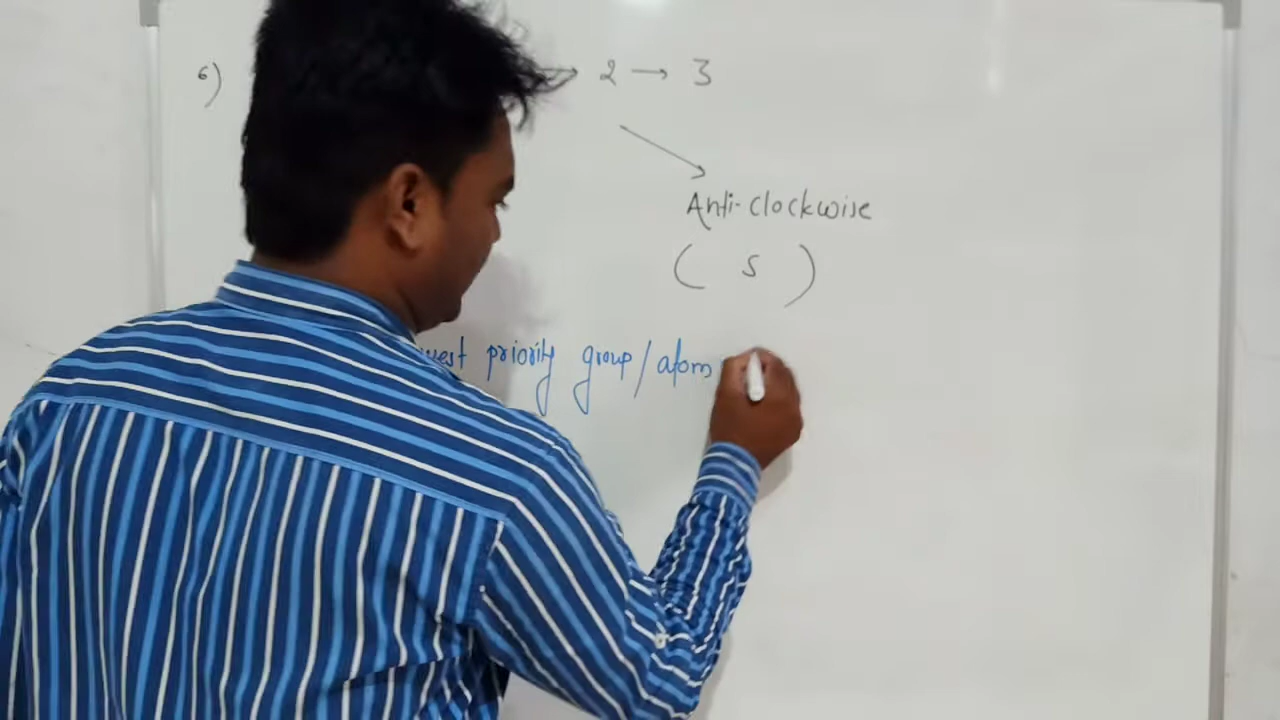 6) → 2 → 3
Anti-clockwise
( S )
priority group/atom